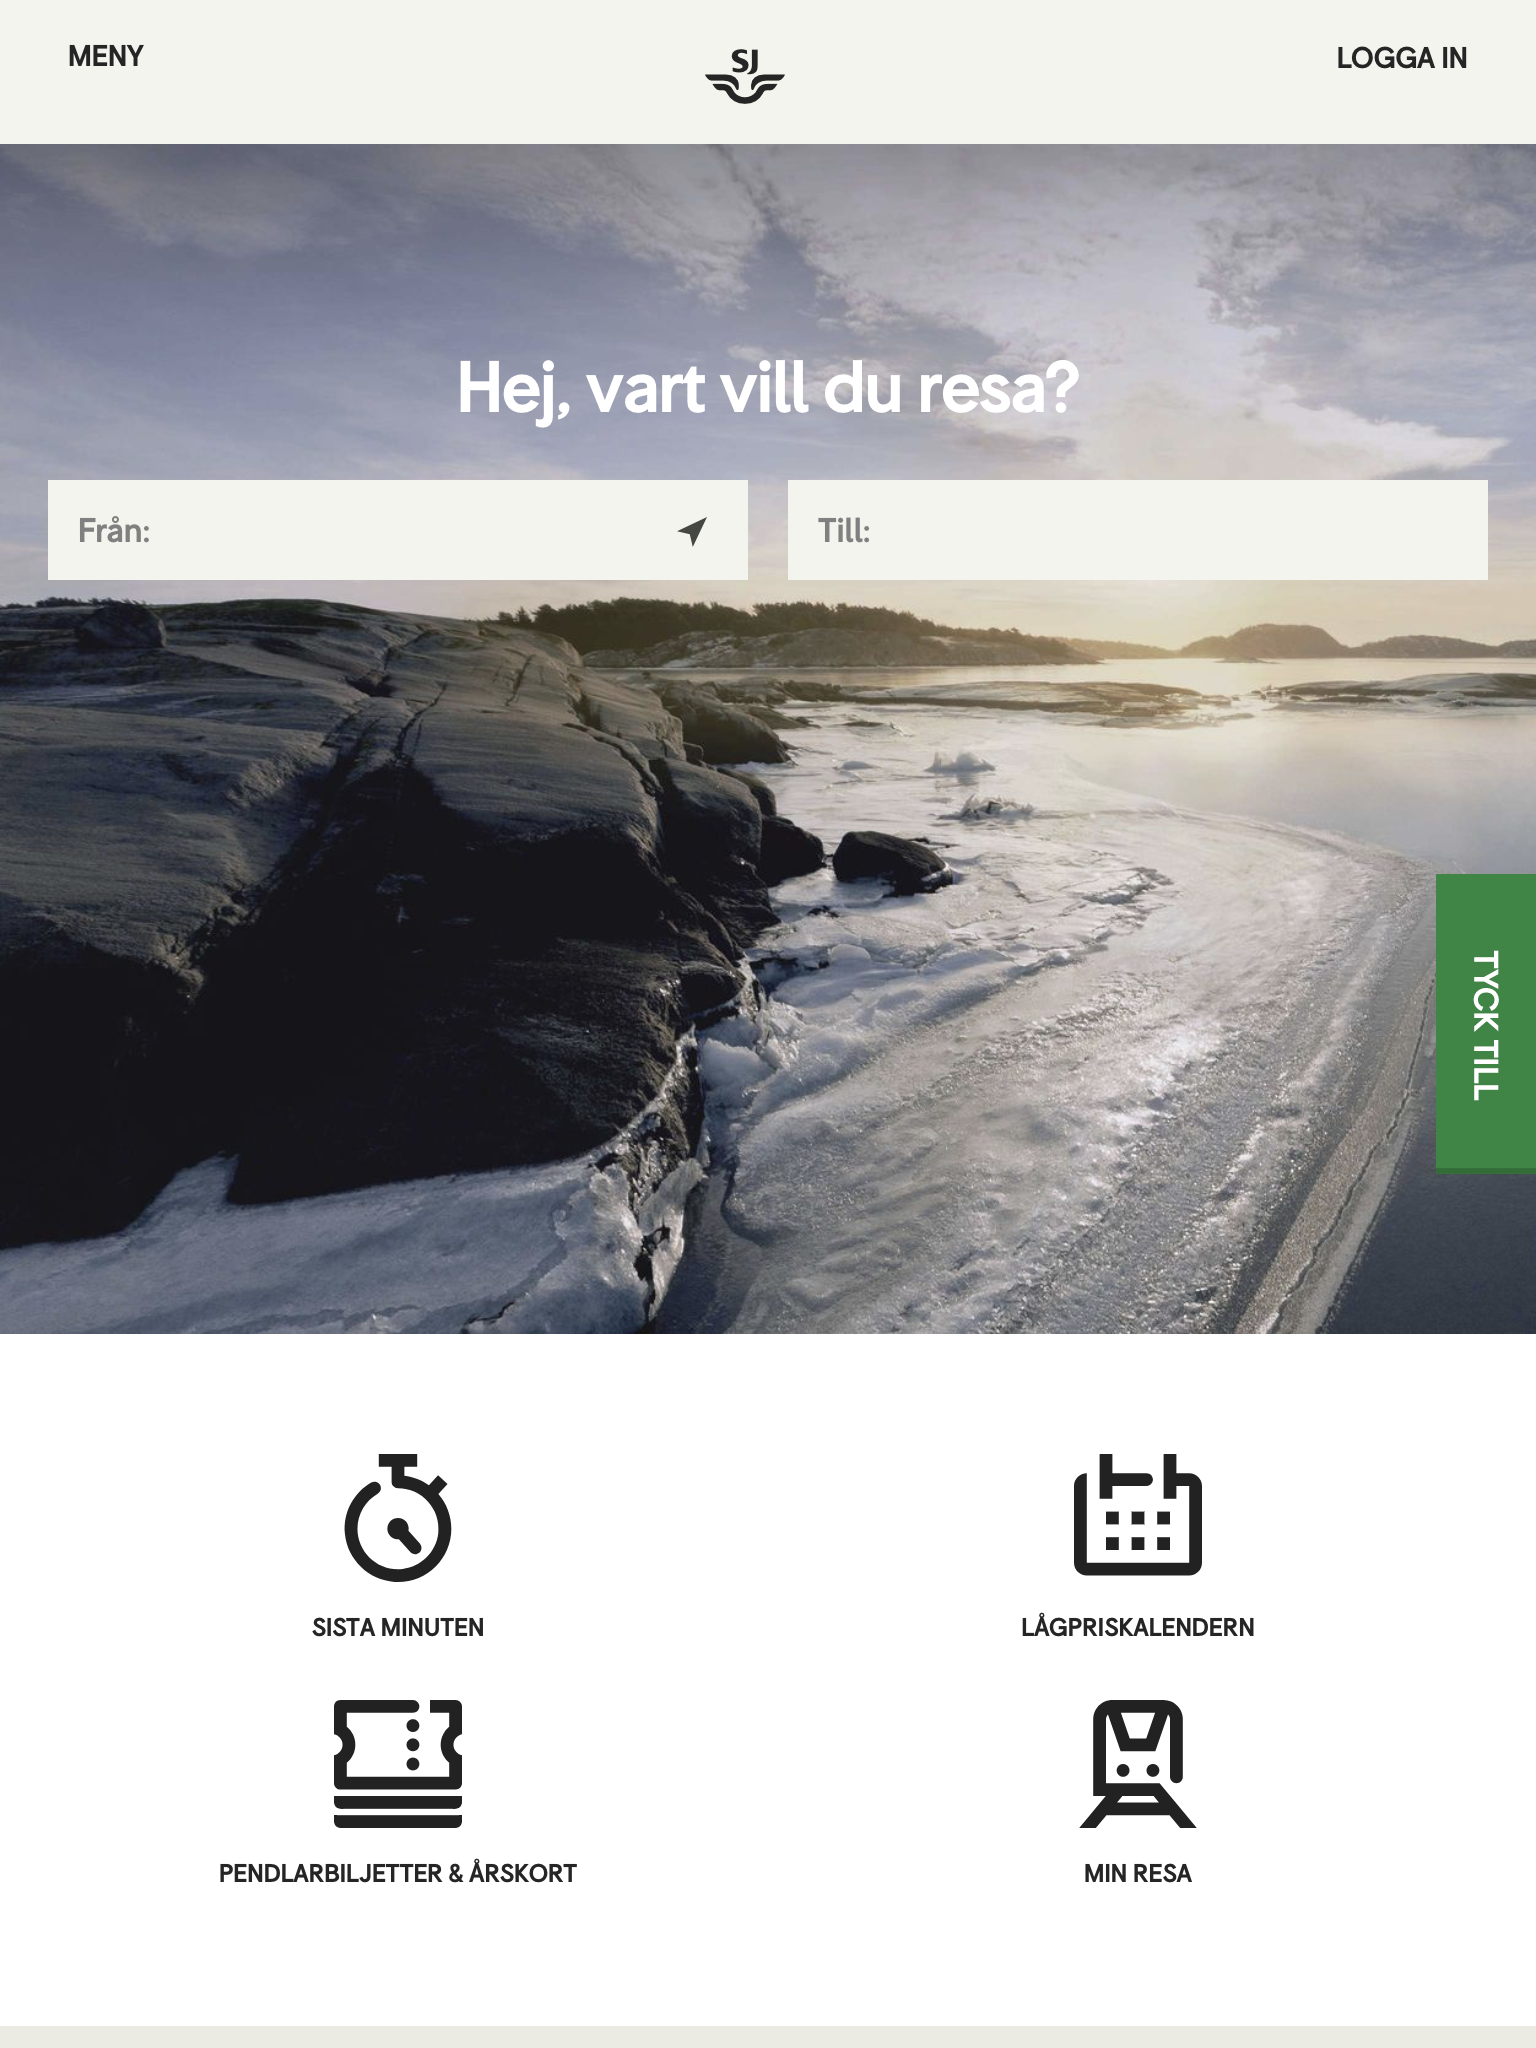 MENY
SJ
LOGGA IN
Hej, vart vill du resa?
Från:
Till:
TYCK TILL
SISTA MINUTEN
LÅGPRISKALENDERN
PENDLARBILJETTER & ÅRSKORT
MIN RESA